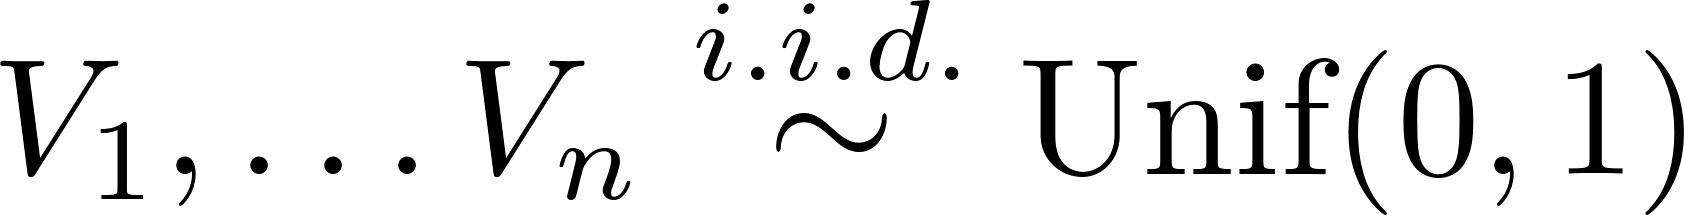 V_1, \ldots V_n \overset{i.i.d.}{\sim} \mathrm{Unif}(0, 1)